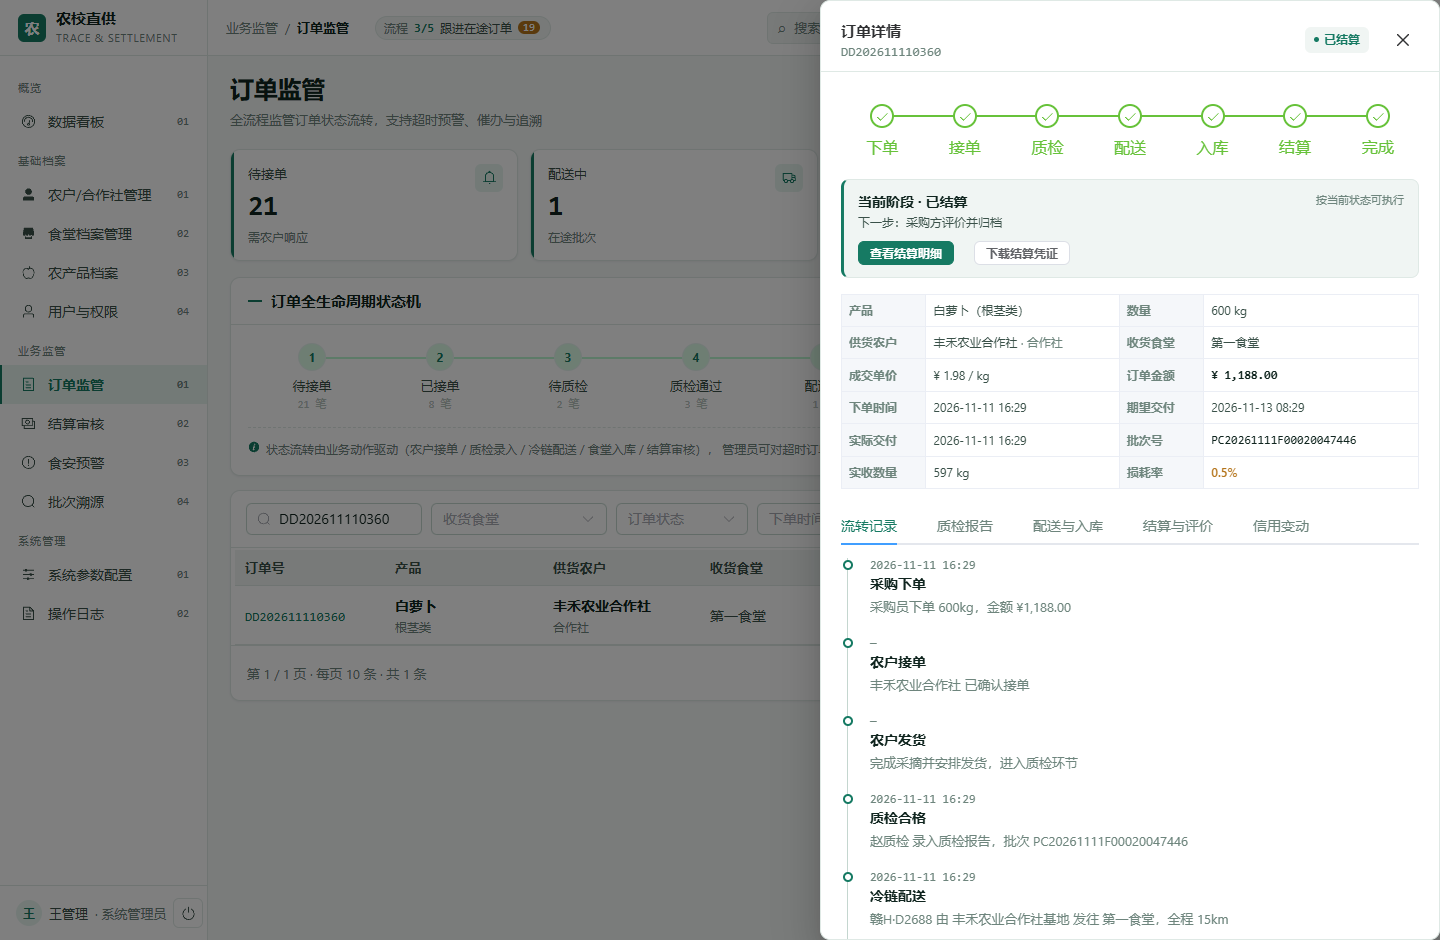 农校直供
TRACE & SETTLEMENT
概览
数据看板 01
基础档案
农户/合作社管理 01
食堂档案管理 02
农产品档案 03
用户与权限 04
业务监管
订单监管 01
结算审核 02
食安预警 03
批次溯源 04
系统管理
系统参数配置 01
操作日志 02
王 王管理 · 系统管理员
业务监管 / 订单监管
流程 3/5 跟进在途订单 19
搜索
订单监管
全流程监管订单状态流转，支持超时预警、催办与追溯
待接单
21
需农户响应
配送中
1
在途批次
订单全生命周期状态机
1 2 3 4
待接单 已接单 待质检 质检通过 配
21 笔 8 笔 2 笔 3 笔 1
状态流转由业务动作驱动（农户接单 / 质检录入 / 冷链配送 / 食堂入库 / 结算审核），管理员可对超时订
DD202611110360 收货食堂 订单状态 下单时间
订单号 产品 供货农户 收货食堂
DD202611110360 白萝卜 丰禾农业合作社 第一食堂
根茎类 合作社
第 1 / 1 页 · 每页 10 条 · 共 1 条
订单详情
DD202611110360
已结算
下单 接单 质检 配送 入库 结算 完成
当前阶段 · 已结算
按当前状态可执行
下一步：采购方评价并归档
查看结算明细 下载结算凭证
产品 白萝卜（根茎类） 数量 600 kg
供货农户 丰禾农业合作社 · 合作社 收货食堂 第一食堂
成交单价 ¥ 1.98 / kg 订单金额 ¥ 1,188.00
下单时间 2026-11-11 16:29 期望交付 2026-11-13 08:29
实际交付 2026-11-11 16:29 批次号 PC20261111F00020047446
实收数量 597 kg 损耗率 0.5%
流转记录 质检报告 配送与入库 结算与评价 信用变动
2026-11-11 16:29
采购下单
采购员下单 600kg，金额 ¥1,188.00
—
农户接单
丰禾农业合作社 已确认接单
—
农户发货
完成采摘并安排发货，进入质检环节
2026-11-11 16:29
质检合格
赵质检 录入质检报告，批次 PC20261111F00020047446
2026-11-11 16:29
冷链配送
赣H·D2688 由 丰禾农业合作社基地 发往 第一食堂，全程 15km